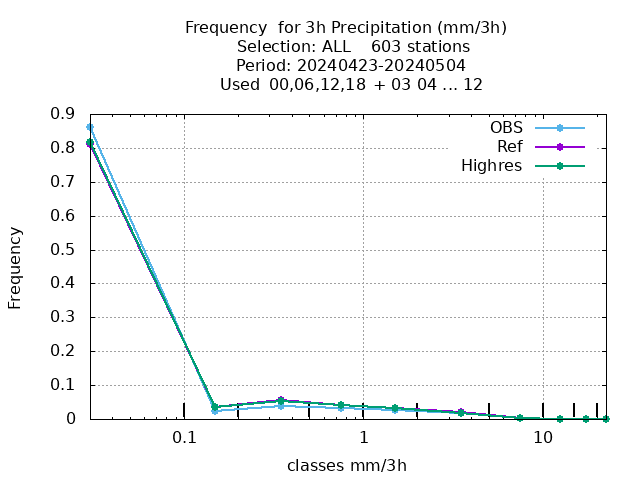 Frequency  for 3h Precipitation (mm/3h)
Selection: ALL    603 stations
Period: 20240423-20240504
Used  00,06,12,18  + 03 04 ... 12
0.9
0.8
0.7
0.6
0.5
0.4
0.3
0.2
0.1
0
Frequency
OBS
Ref
Highres
0.1 1 10
classes mm/3h